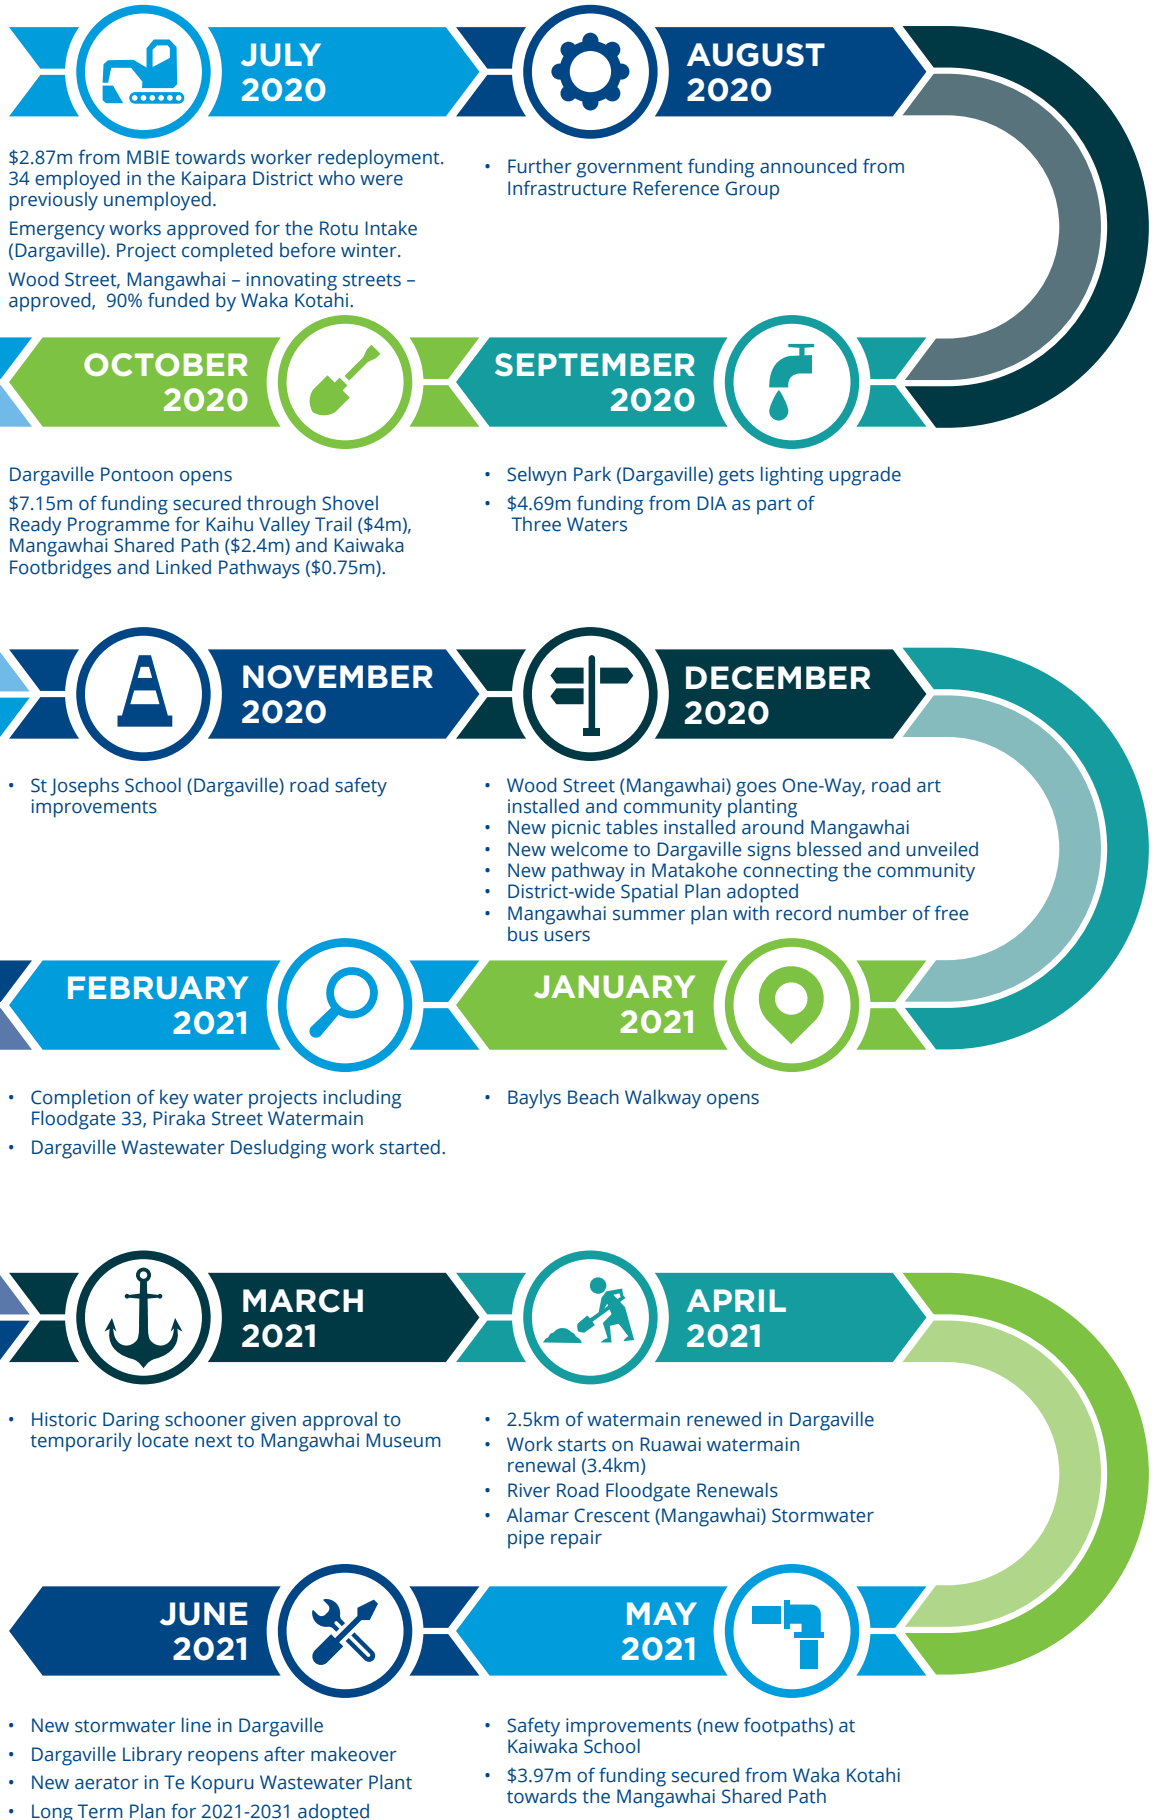 JULY
2020
$2.87m from MBIE towards worker redeployment.
34 employed in the Kaipara District who were
previously unemployed.
Emergency works approved for the Rotu Intake
(Dargaville). Project completed before winter.
Wood Street, Mangawhai – innovating streets –
approved, 90% funded by Waka Kotahi.
AUGUST
2020
• Further government funding announced from
Infrastructure Reference Group
SEPTEMBER
2020
• Selwyn Park (Dargaville) gets lighting upgrade
• $4.69m funding from DIA as part of
Three Waters
OCTOBER
2020
Dargaville Pontoon opens
$7.15m of funding secured through Shovel
Ready Programme for Kaihu Valley Trail ($4m),
Mangawhai Shared Path ($2.4m) and Kaiwaka
Footbridges and Linked Pathways ($0.75m).
NOVEMBER
2020
• St Josephs School (Dargaville) road safety
improvements
DECEMBER
2020
• Wood Street (Mangawhai) goes One-Way, road art
installed and community planting
• New picnic tables installed around Mangawhai
• New welcome to Dargaville signs blessed and unveiled
• New pathway in Matakohe connecting the community
• District-wide Spatial Plan adopted
• Mangawhai summer plan with record number of free
bus users
JANUARY
2021
• Baylys Beach Walkway opens
FEBRUARY
2021
• Completion of key water projects including
Floodgate 33, Piraka Street Watermain
• Dargaville Wastewater Desludging work started.
MARCH
2021
• Historic Daring schooner given approval to
temporarily locate next to Mangawhai Museum
APRIL
2021
• 2.5km of watermain renewed in Dargaville
• Work starts on Ruawai watermain
renewal (3.4km)
• River Road Floodgate Renewals
• Alamar Crescent (Mangawhai) Stormwater
pipe repair
MAY
2021
• Safety improvements (new footpaths) at
Kaiwaka School
• $3.97m of funding secured from Waka Kotahi
towards the Mangawhai Shared Path
JUNE
2021
• New stormwater line in Dargaville
• Dargaville Library reopens after makeover
• New aerator in Te Kopuru Wastewater Plant
• Long Term Plan for 2021-2031 adopted